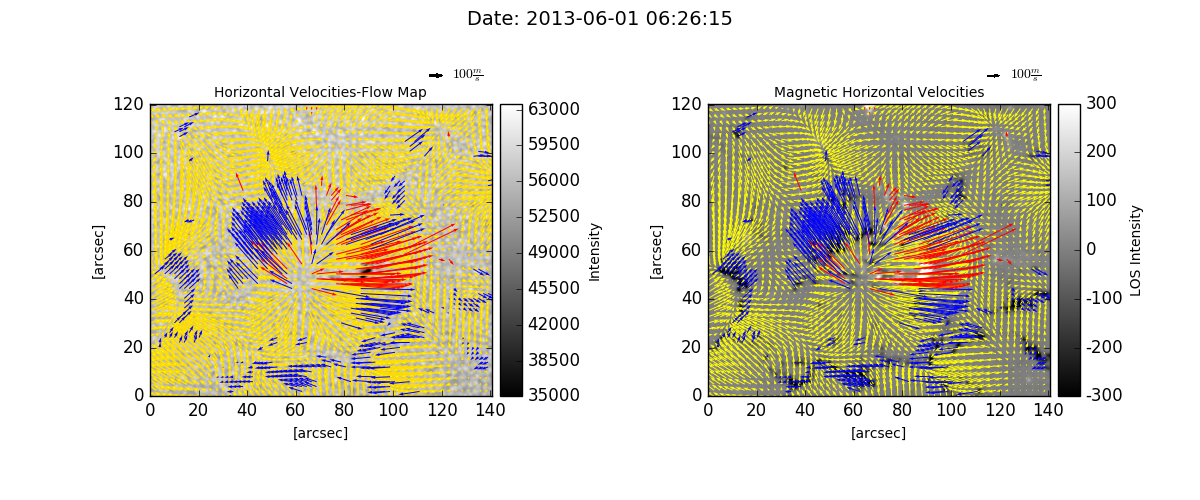 Date: 2013-06-01 06:26:15
100 m/s
Horizontal Velocities-Flow Map
120
100
80
60
40
20
0
[arcsec]
0 20 40 60 80 100 120 140
[arcsec]
63000
59500
56000
52500
49000
45500
42000
38500
35000
Intensity
100 m/s
Magnetic Horizontal Velocities
120
100
80
60
40
20
0
[arcsec]
0 20 40 60 80 100 120 140
[arcsec]
300
200
100
0
-100
-200
-300
LOS Intensity